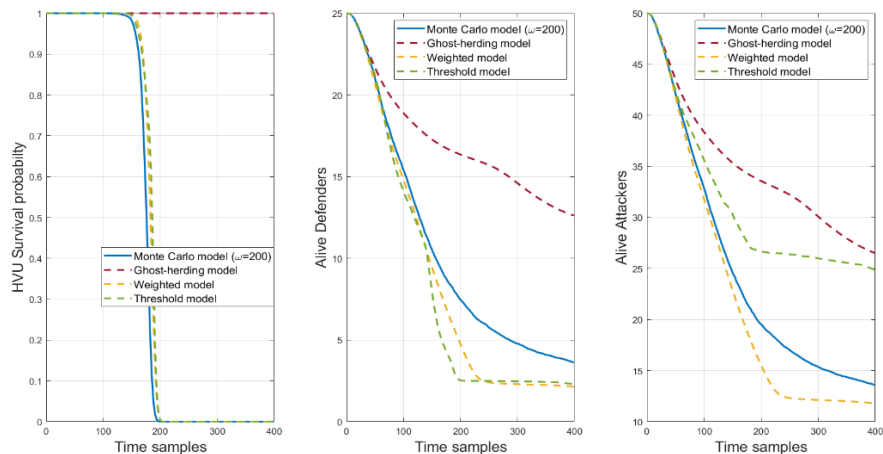 HVU Survival probabilty
1
0.9
0.8
0.7
0.6
0.5
0.4
0.3
0.2
0.1
0
Monte Carlo model (ω=200)
Ghost-herding model
Weighted model
Threshold model
0 100 200 300 400
Time samples
Alive Defenders
25
20
15
10
5
0
Monte Carlo model (ω=200)
Ghost-herding model
Weighted model
Threshold model
0 100 200 300 400
Time samples
Alive Attackers
50
45
40
35
30
25
20
15
10
Monte Carlo model (ω=200)
Ghost-herding model
Weighted model
Threshold model
0 100 200 300 400
Time samples